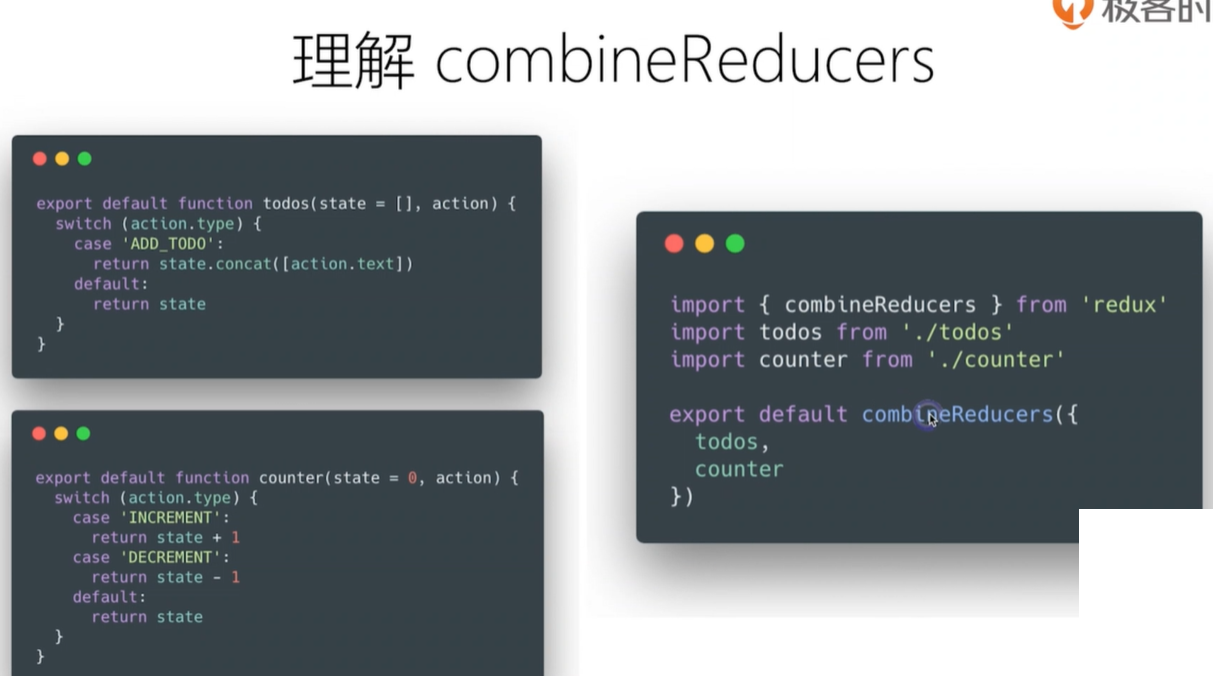 极客时
理解 combineReducers
export default function todos(state = [], action) {
  switch (action.type) {
    case 'ADD_TODO':
      return state.concat([action.text])
    default:
      return state
  }
}
export default function counter(state = 0, action) {
  switch (action.type) {
    case 'INCREMENT':
      return state + 1
    case 'DECREMENT':
      return state - 1
    default:
      return state
  }
}
import { combineReducers } from 'redux'
import todos from './todos'
import counter from './counter'
export default combineReducers({
  todos,
  counter
})